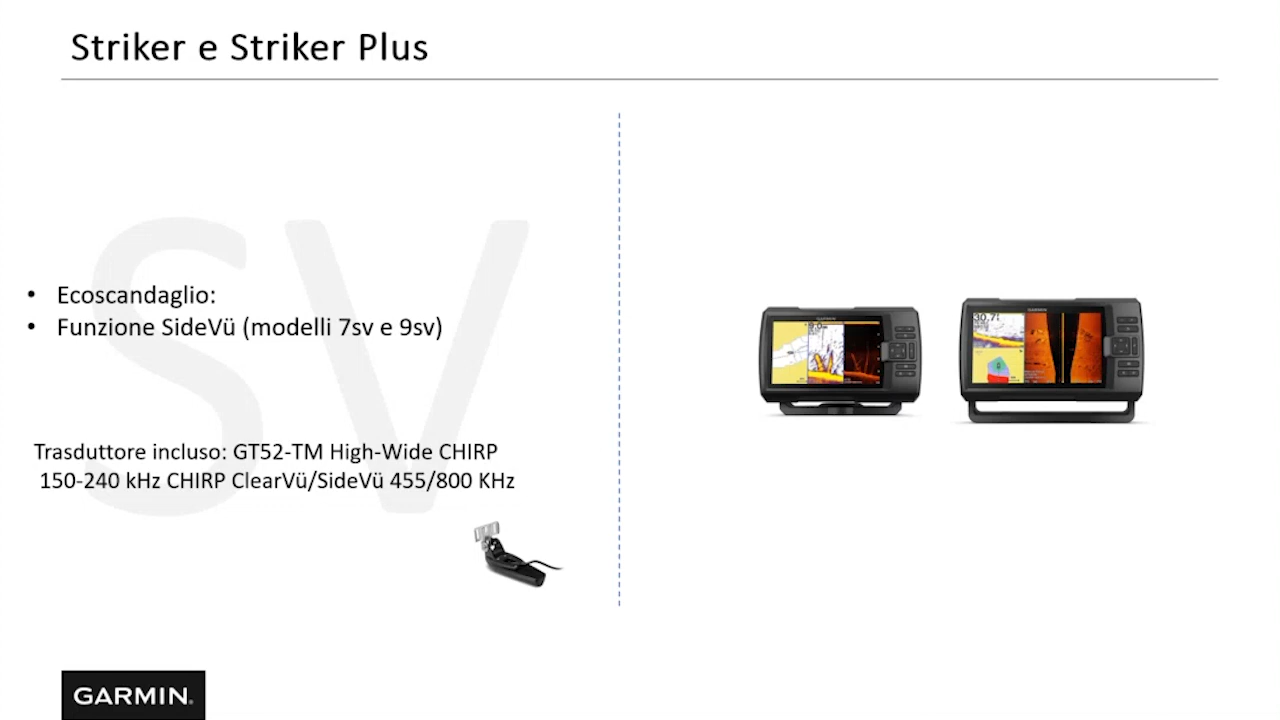 Striker e Striker Plus
SV
• Ecoscandaglio:
• Funzione SideVü (modelli 7sv e 9sv)
Trasduttore incluso: GT52-TM High-Wide CHIRP
150-240 kHz CHIRP ClearVü/SideVü 455/800 KHz
GARMIN